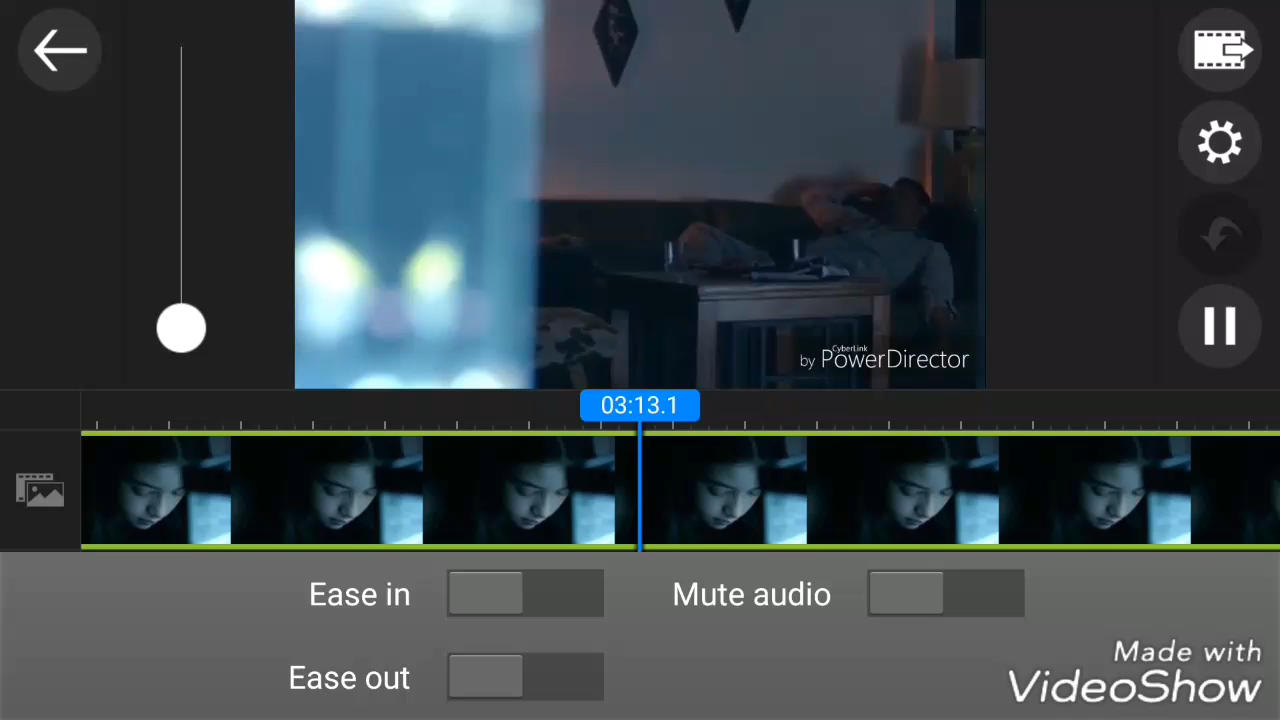 CyberLink
by PowerDirector
03:13.1
Ease in
Mute audio
Ease out
Made with
VideoShow